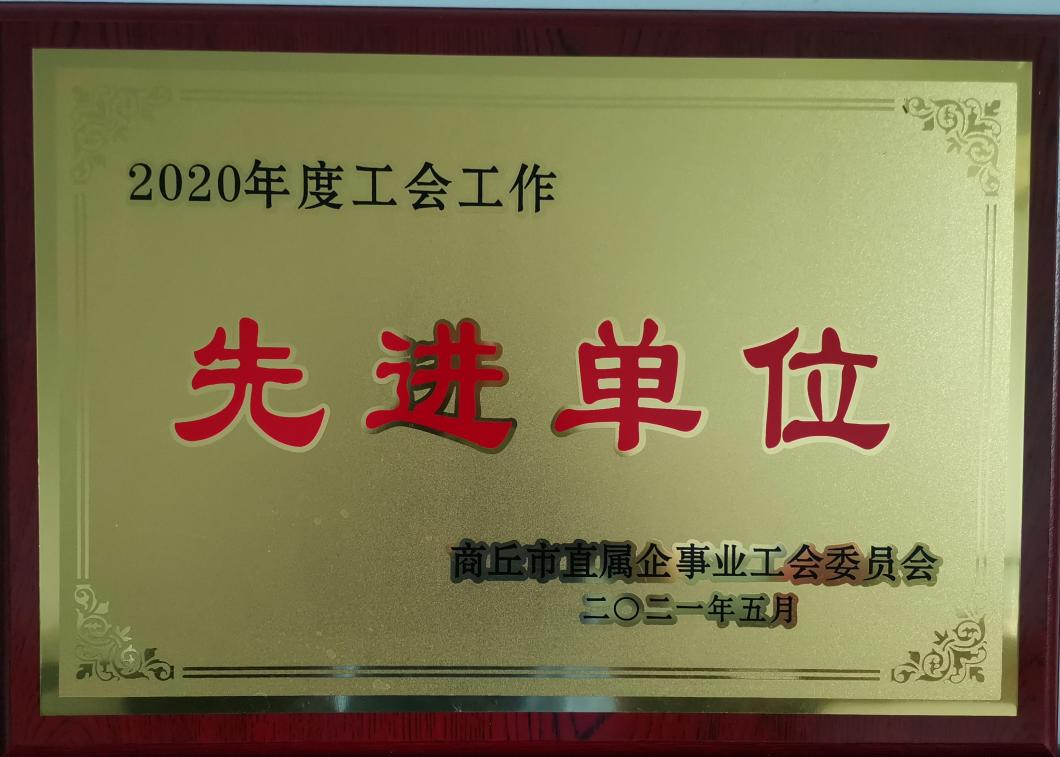 2020年度工会工作
先进单位
商丘市直属企事业工会委员会
二〇二一年五月